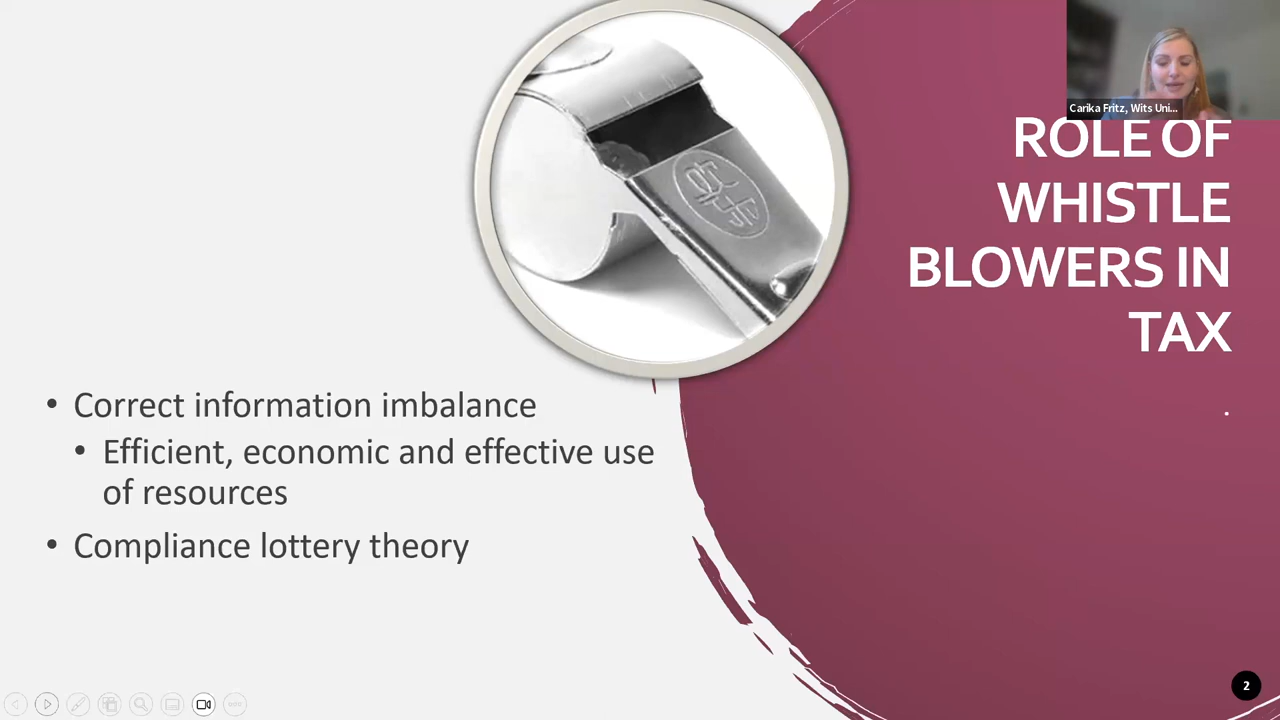 Carika Fritz, Wits Uni...
ROLE OF
WHISTLE
BLOWERS IN
TAX
.
• Correct information imbalance
• Efficient, economic and effective use
of resources
• Compliance lottery theory
2